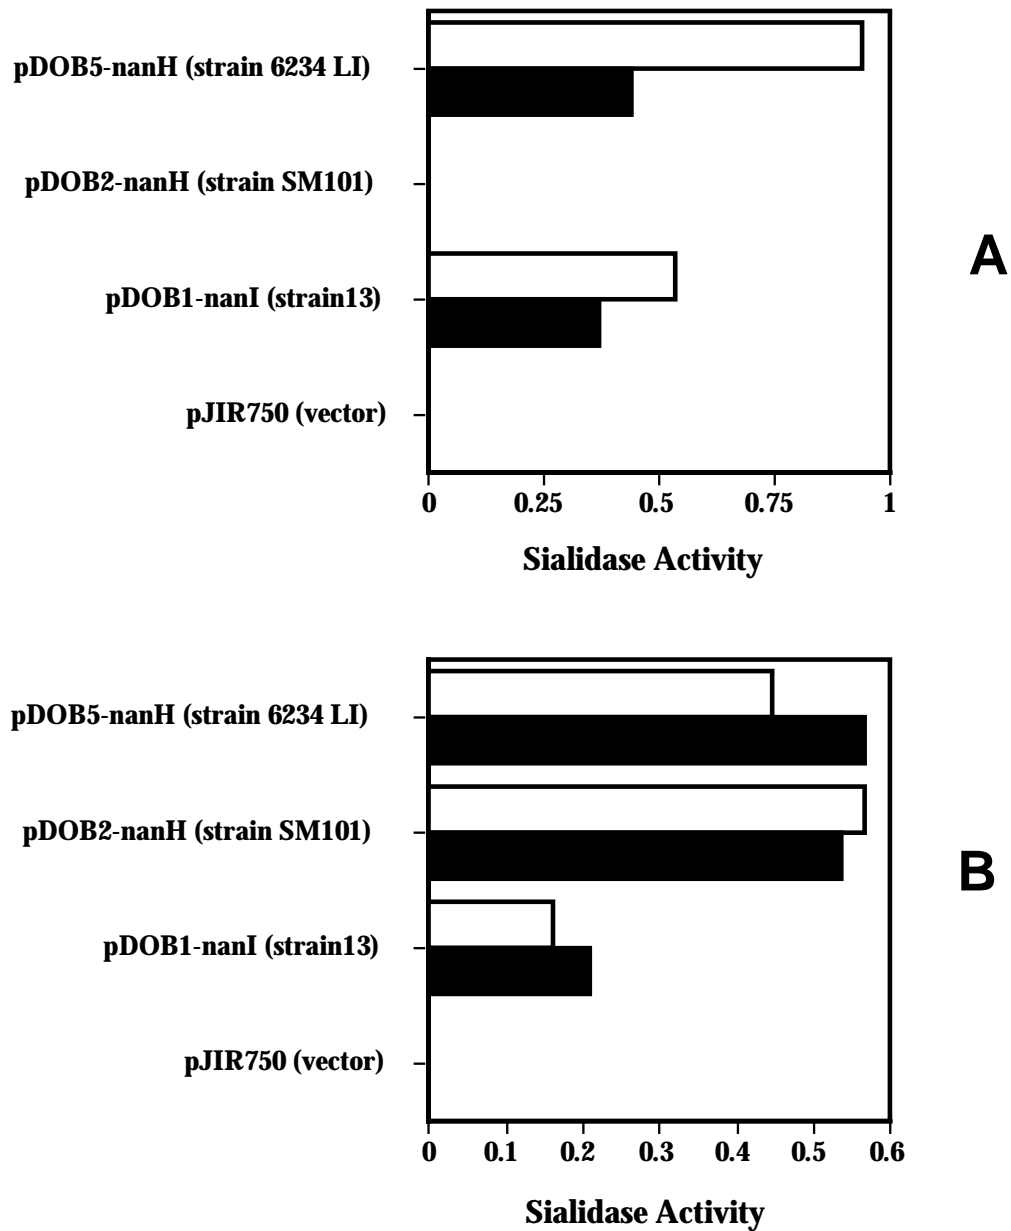 pDOB5-nanH (strain 6234 LI)
pDOB2-nanH (strain SM101)
pDOB1-nanI (strain13)
pJIR750 (vector)
0 0.25 0.5 0.75 1
Sialidase Activity
A
pDOB5-nanH (strain 6234 LI)
pDOB2-nanH (strain SM101)
pDOB1-nanI (strain13)
pJIR750 (vector)
0 0.1 0.2 0.3 0.4 0.5 0.6
Sialidase Activity
B